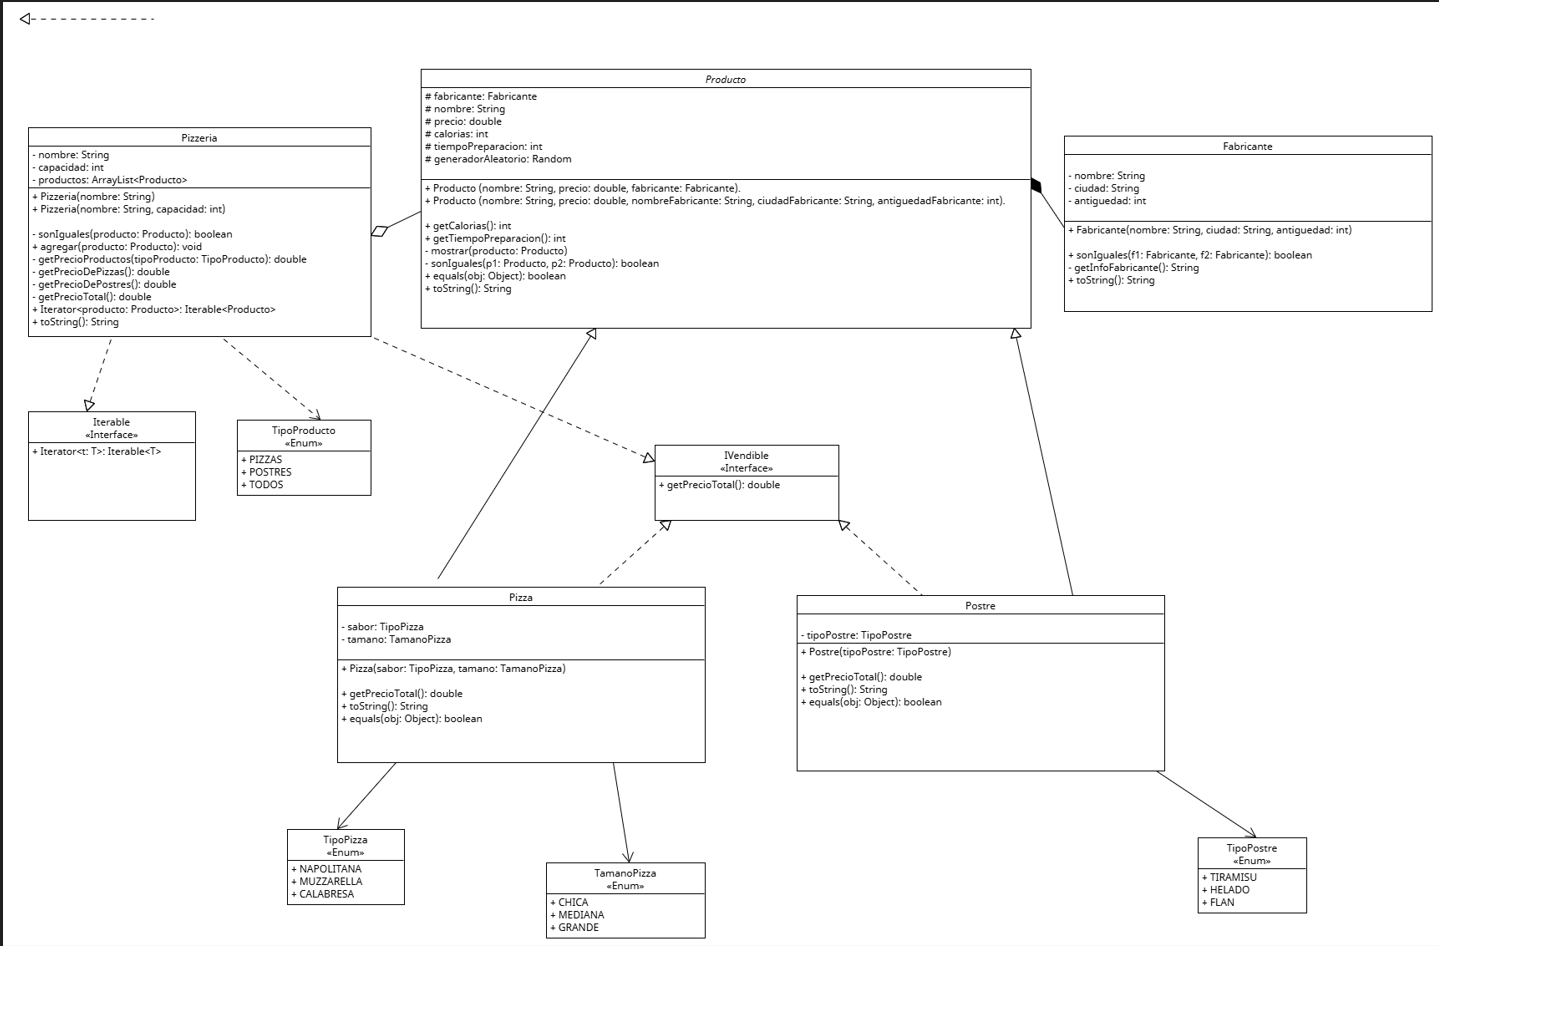 Producto
# fabricante: Fabricante
# nombre: String
# precio: double
# calorias: int
# tiempoPreparacion: int
# generadorAleatorio: Random
+ Producto (nombre: String, precio: double, fabricante: Fabricante).
+ Producto (nombre: String, precio: double, nombreFabricante: String, ciudadFabricante: String, antiguedadFabricante: int).
+ getCalorias(): int
+ getTiempoPreparacion(): int
- mostrar(producto: Producto)
- sonIguales(p1: Producto, p2: Producto): boolean
+ equals(obj: Object): boolean
+ toString(): String
Pizzeria
- nombre: String
- capacidad: int
- productos: ArrayList<Producto>
+ Pizzeria(nombre: String)
+ Pizzeria(nombre: String, capacidad: int)
- sonIguales(producto: Producto): boolean
+ agregar(producto: Producto): void
- getPrecioProductos(tipoProducto: TipoProducto): double
- getPrecioDePizzas(): double
- getPrecioDePostres(): double
- getPrecioTotal(): double
+ Iterator<producto: Producto>: Iterable<Producto>
+ toString(): String
Fabricante
- nombre: String
- ciudad: String
- antiguedad: int
+ Fabricante(nombre: String, ciudad: String, antiguedad: int)
+ sonIguales(f1: Fabricante, f2: Fabricante): boolean
- getInfoFabricante(): String
+ toString(): String
Iterable
«Interface»
+ Iterator<t: T>: Iterable<T>
TipoProducto
«Enum»
+ PIZZAS
+ POSTRES
+ TODOS
IVendible
«Interface»
+ getPrecioTotal(): double
Pizza
- sabor: TipoPizza
- tamano: TamanoPizza
+ Pizza(sabor: TipoPizza, tamano: TamanoPizza)
+ getPrecioTotal(): double
+ toString(): String
+ equals(obj: Object): boolean
Postre
- tipoPostre: TipoPostre
+ Postre(tipoPostre: TipoPostre)
+ getPrecioTotal(): double
+ toString(): String
+ equals(obj: Object): boolean
TipoPizza
«Enum»
+ NAPOLITANA
+ MUZZARELLA
+ CALABRESA
TamanoPizza
«Enum»
+ CHICA
+ MEDIANA
+ GRANDE
TipoPostre
«Enum»
+ TIRAMISU
+ HELADO
+ FLAN